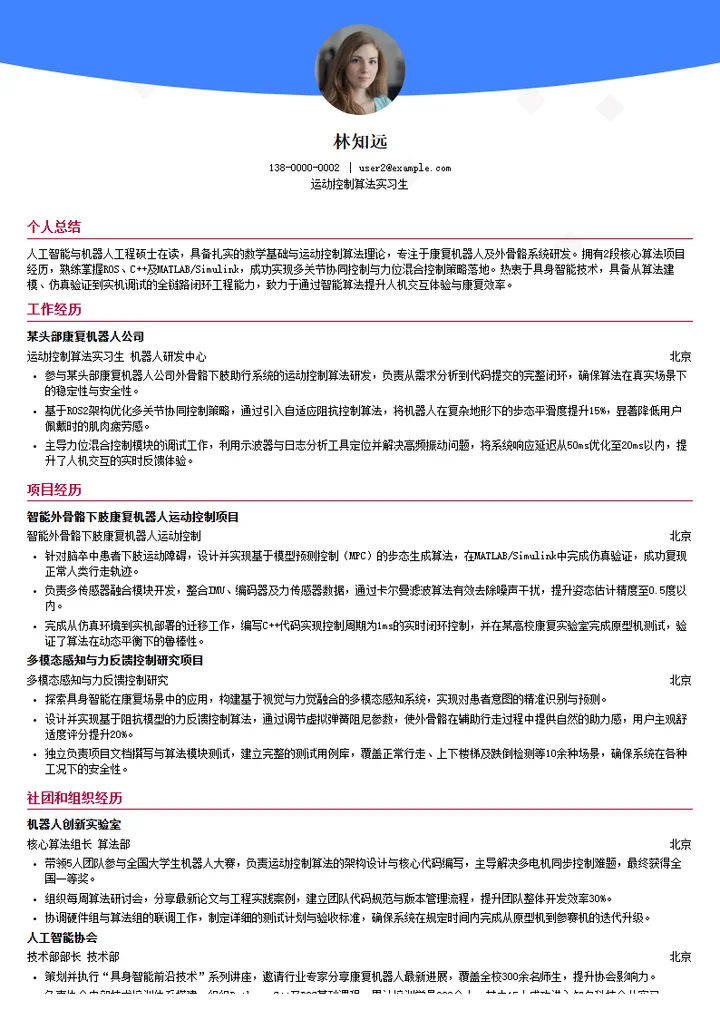 林知远
138-0000-0002 | user2@example.com
运动控制算法实习生
个人总结
人工智能与机器人工程硕士在读，具备扎实的数学基础与运动控制算法理论，专注于康复机器人及外骨骼系统研发。拥有2段核心算法项目
经历，熟练掌握ROS、C++及MATLAB/Simulink，成功实现多关节协同控制与力位混合控制策略落地。热衷于具身智能技术，具备从算法建
模、仿真验证到实机调试的全链路闭环工程能力，致力于通过智能算法提升人机交互体验与康复效率。
工作经历
某头部康复机器人公司
运动控制算法实习生 机器人研发中心 北京
• 参与某头部康复机器人公司外骨骼下肢助行系统的运动控制算法研发，负责从需求分析到代码提交的完整闭环，确保算法在真实场景下
的稳定性与安全性。
• 基于ROS2架构优化多关节协同控制策略，通过引入自适应阻抗控制算法，将机器人在复杂地形下的步态平滑度提升15%，显著降低用户
佩戴时的肌肉疲劳感。
• 主导力位混合控制模块的调试工作，利用示波器与日志分析工具定位并解决高频振动问题，将系统响应延迟从50ms优化至20ms以内，提
升了人机交互的实时反馈体验。
项目经历
智能外骨骼下肢康复机器人运动控制项目
智能外骨骼下肢康复机器人运动控制 北京
• 针对脑卒中患者下肢运动障碍，设计并实现基于模型预测控制（MPC）的步态生成算法，在MATLAB/Simulink中完成仿真验证，成功复现
正常人类行走轨迹。
• 负责多传感器融合模块开发，整合IMU、编码器及力传感器数据，通过卡尔曼滤波算法有效去除噪声干扰，提升姿态估计精度至0.5度以
内。
• 完成从仿真环境到实机部署的迁移工作，编写C++代码实现控制周期为1ms的实时闭环控制，并在某高校康复实验室完成原型机测试，验
证了算法在动态平衡下的鲁棒性。
多模态感知与力反馈控制研究项目
多模态感知与力反馈控制研究 北京
• 探索具身智能在康复场景中的应用，构建基于视觉与力觉融合的多模态感知系统，实现对患者意图的精准识别与预测。
• 设计并实现基于阻抗模型的力反馈控制算法，通过调节虚拟弹簧阻尼参数，使外骨骼在辅助行走过程中提供自然的助力感，用户主观舒
适度评分提升20%。
• 独立负责项目文档撰写与算法模块测试，建立完整的测试用例库，覆盖正常行走、上下楼梯及跌倒检测等10余种场景，确保系统在各种
工况下的安全性。
社团和组织经历
机器人创新实验室
核心算法组长 算法部 北京
• 带领5人团队参与全国大学生机器人大赛，负责运动控制算法的架构设计与核心代码编写，主导解决多电机同步控制难题，最终获得全
国一等奖。
• 组织每周算法研讨会，分享最新论文与工程实践案例，建立团队代码规范与版本管理流程，提升团队整体开发效率30%。
• 协调硬件组与算法组的联调工作，制定详细的测试计划与验收标准，确保系统在规定时间内完成从原型机到参赛机的迭代升级。
人工智能协会
技术部部长 技术部 北京
• 策划并执行“具身智能前沿技术”系列讲座，邀请行业专家分享康复机器人最新进展，覆盖全校300余名师生，提升协会影响力。